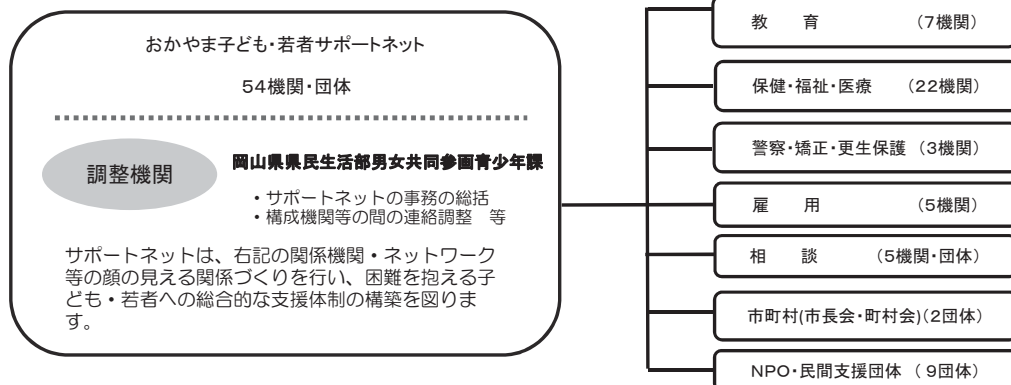 おかやま子ども・若者サポートネット
54機関・団体
調整機関
岡山県県民生活部男女共同参画青少年課
・サポートネットの事務の総括
・構成機関等の間の連絡調整　等
サポートネットは、右記の関係機関・ネットワーク
等の顔の見える関係づくりを行い、困難を抱える子
ども・若者への総合的な支援体制の構築を図りま
す。
教　育　（7機関）
保健・福祉・医療　（22機関）
警察・矯正・更生保護　（3機関）
雇　用　（5機関）
相　談　（5機関・団体）
市町村(市長会・町村会)（2団体）
NPO・民間支援団体　（ 9団体）